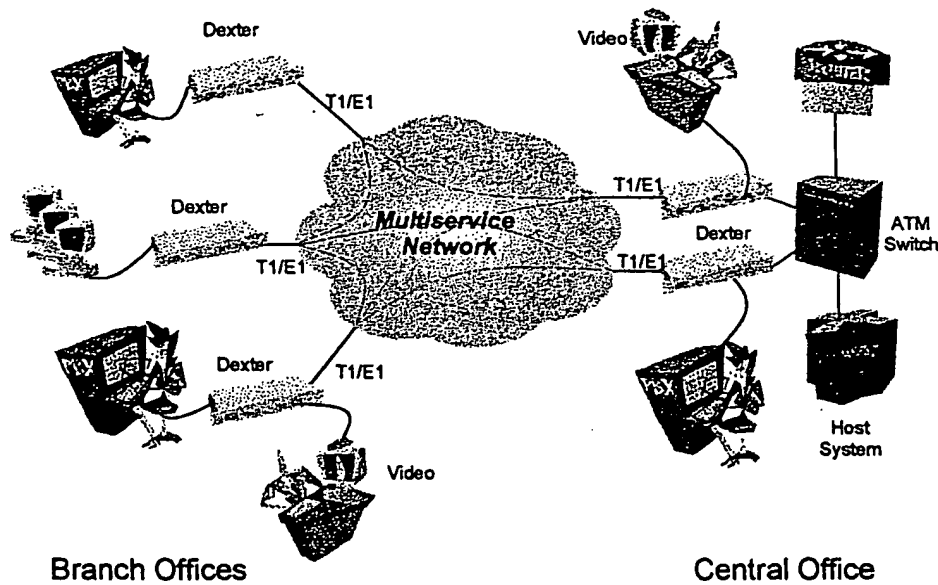 Dexter
Video
T1/E1
T1/E1
Dexter
Multiservice
Network
T1/E1
Dexter
ATM
Switch
T1/E1
Dexter
T1/E1
PBX
Host
System
Video
Branch Offices
Central Office